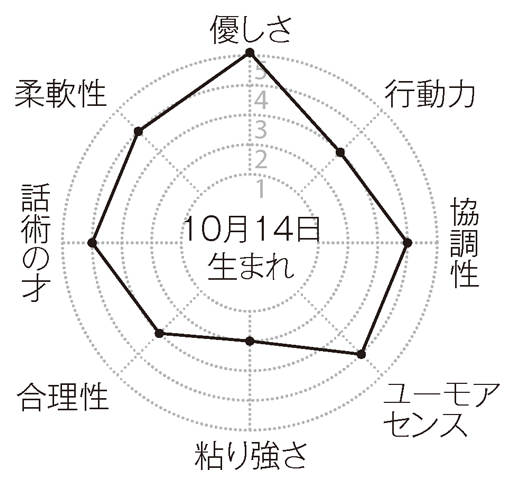 優しさ
柔軟性
行動力
5
4
3
2
1
話術の才
10月14日
生まれ
協調性
合理性
ユーモア
センス
粘り強さ